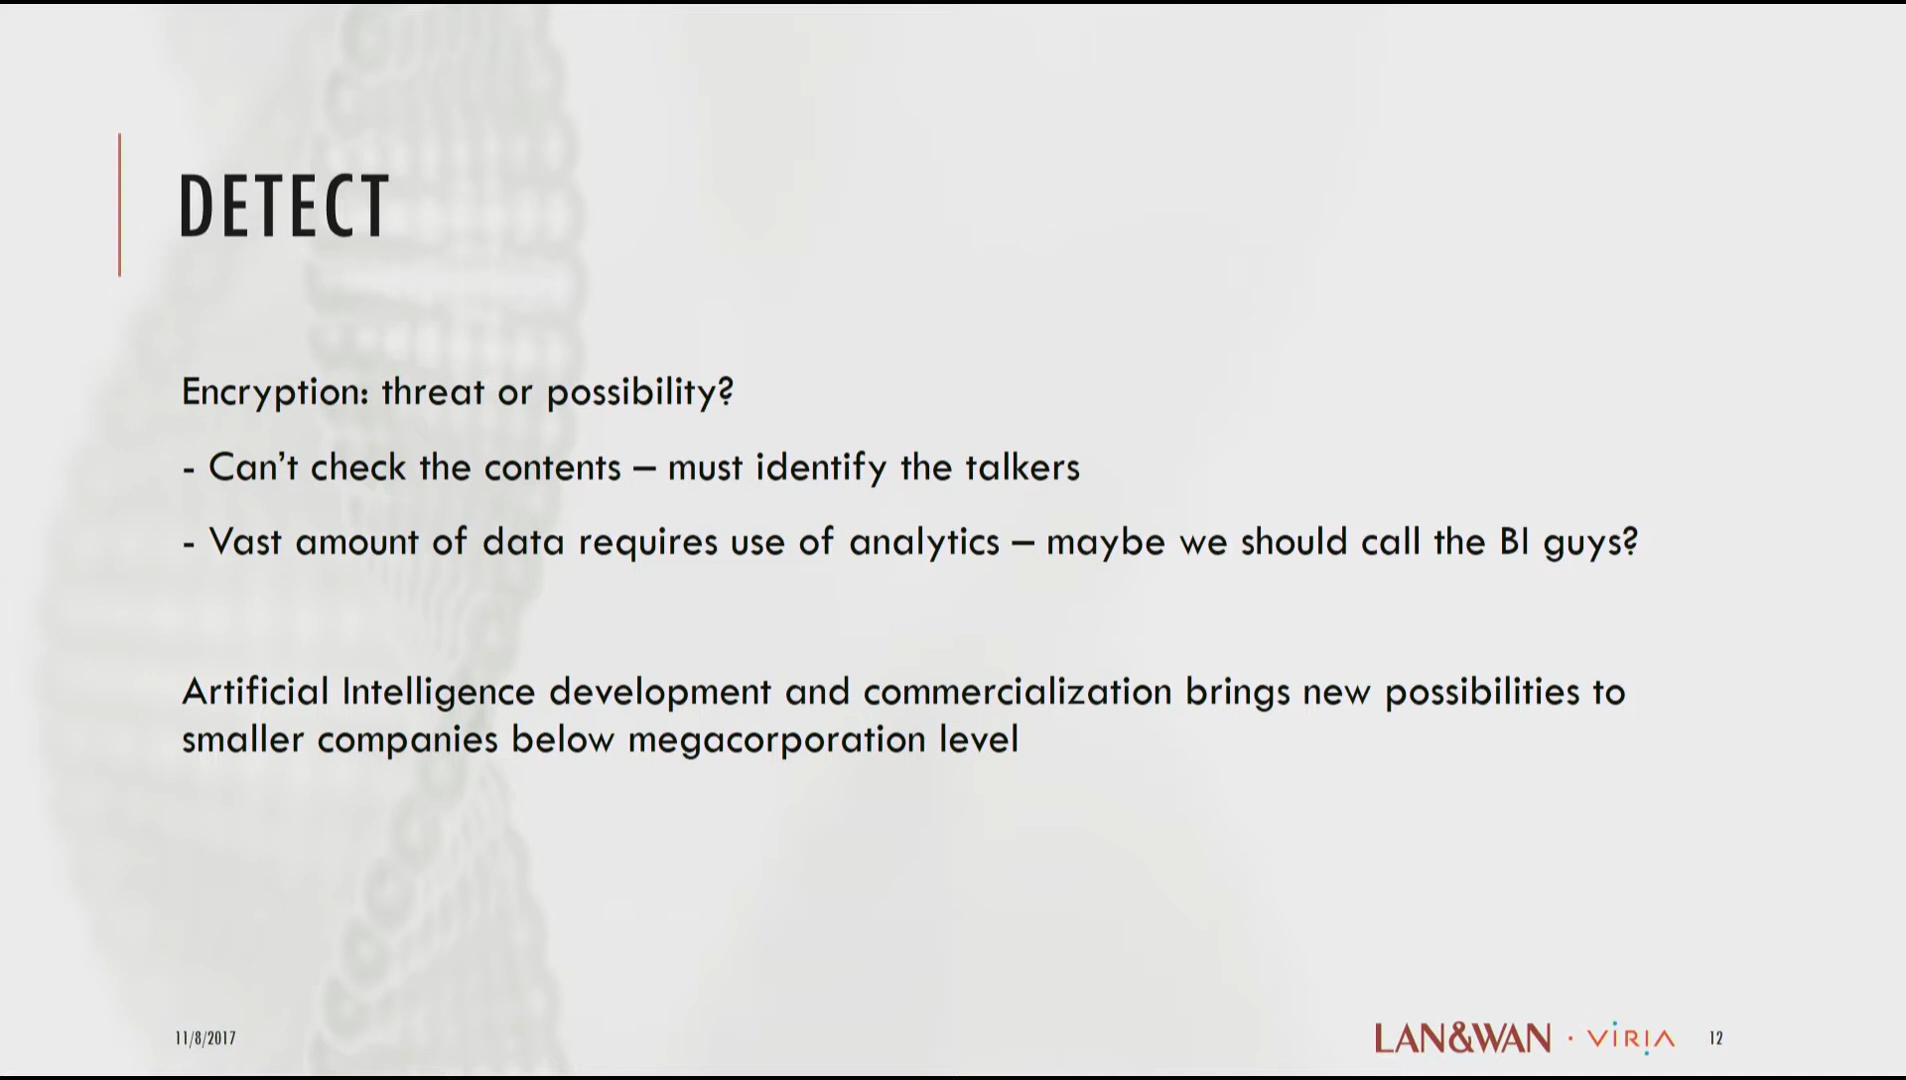 DETECT
Encryption: threat or possibility?
- Can’t check the contents – must identify the talkers
- Vast amount of data requires use of analytics – maybe we should call the BI guys?
Artificial Intelligence development and commercialization brings new possibilities to
smaller companies below megacorporation level
11/8/2017
LAN&WAN · VIRIA
12